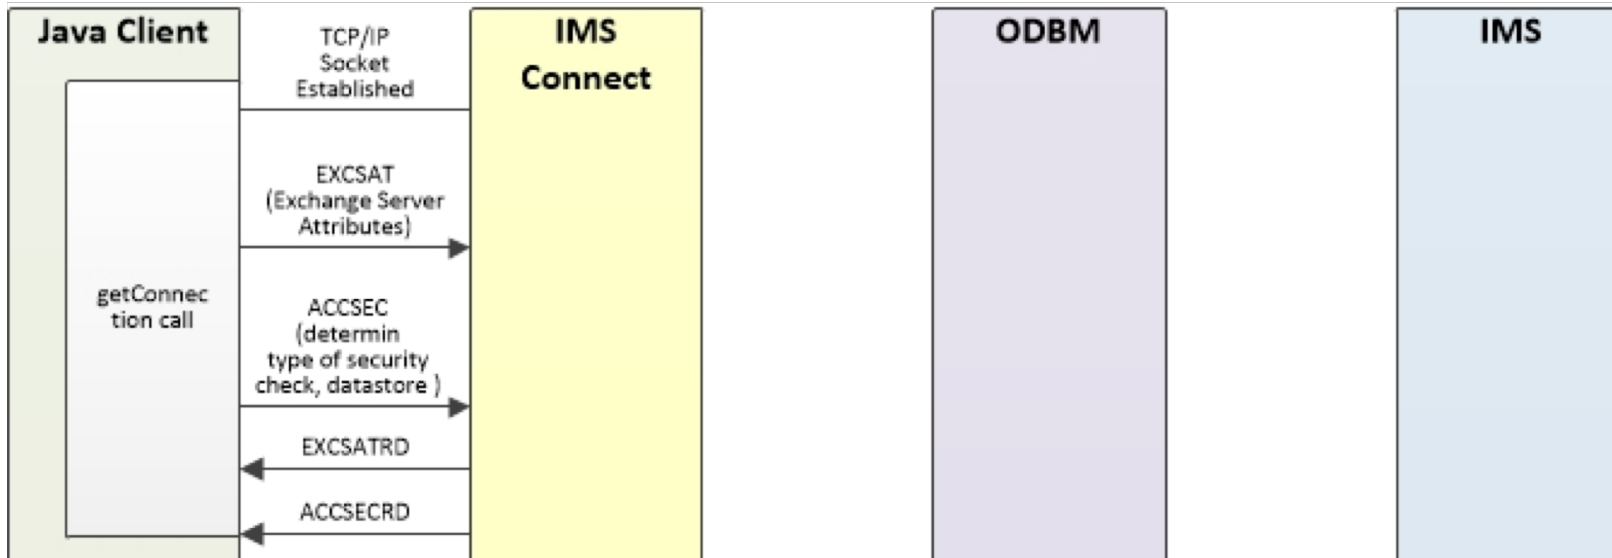 Java Client
TCP/IP
Socket
Established
IMS
Connect
ODBM
IMS
EXCSAT
(Exchange Server
Attributes)
getConnec
tion call
ACCSEC
(determin
type of security
check, datastore )
EXCSATRD
ACCSECRD